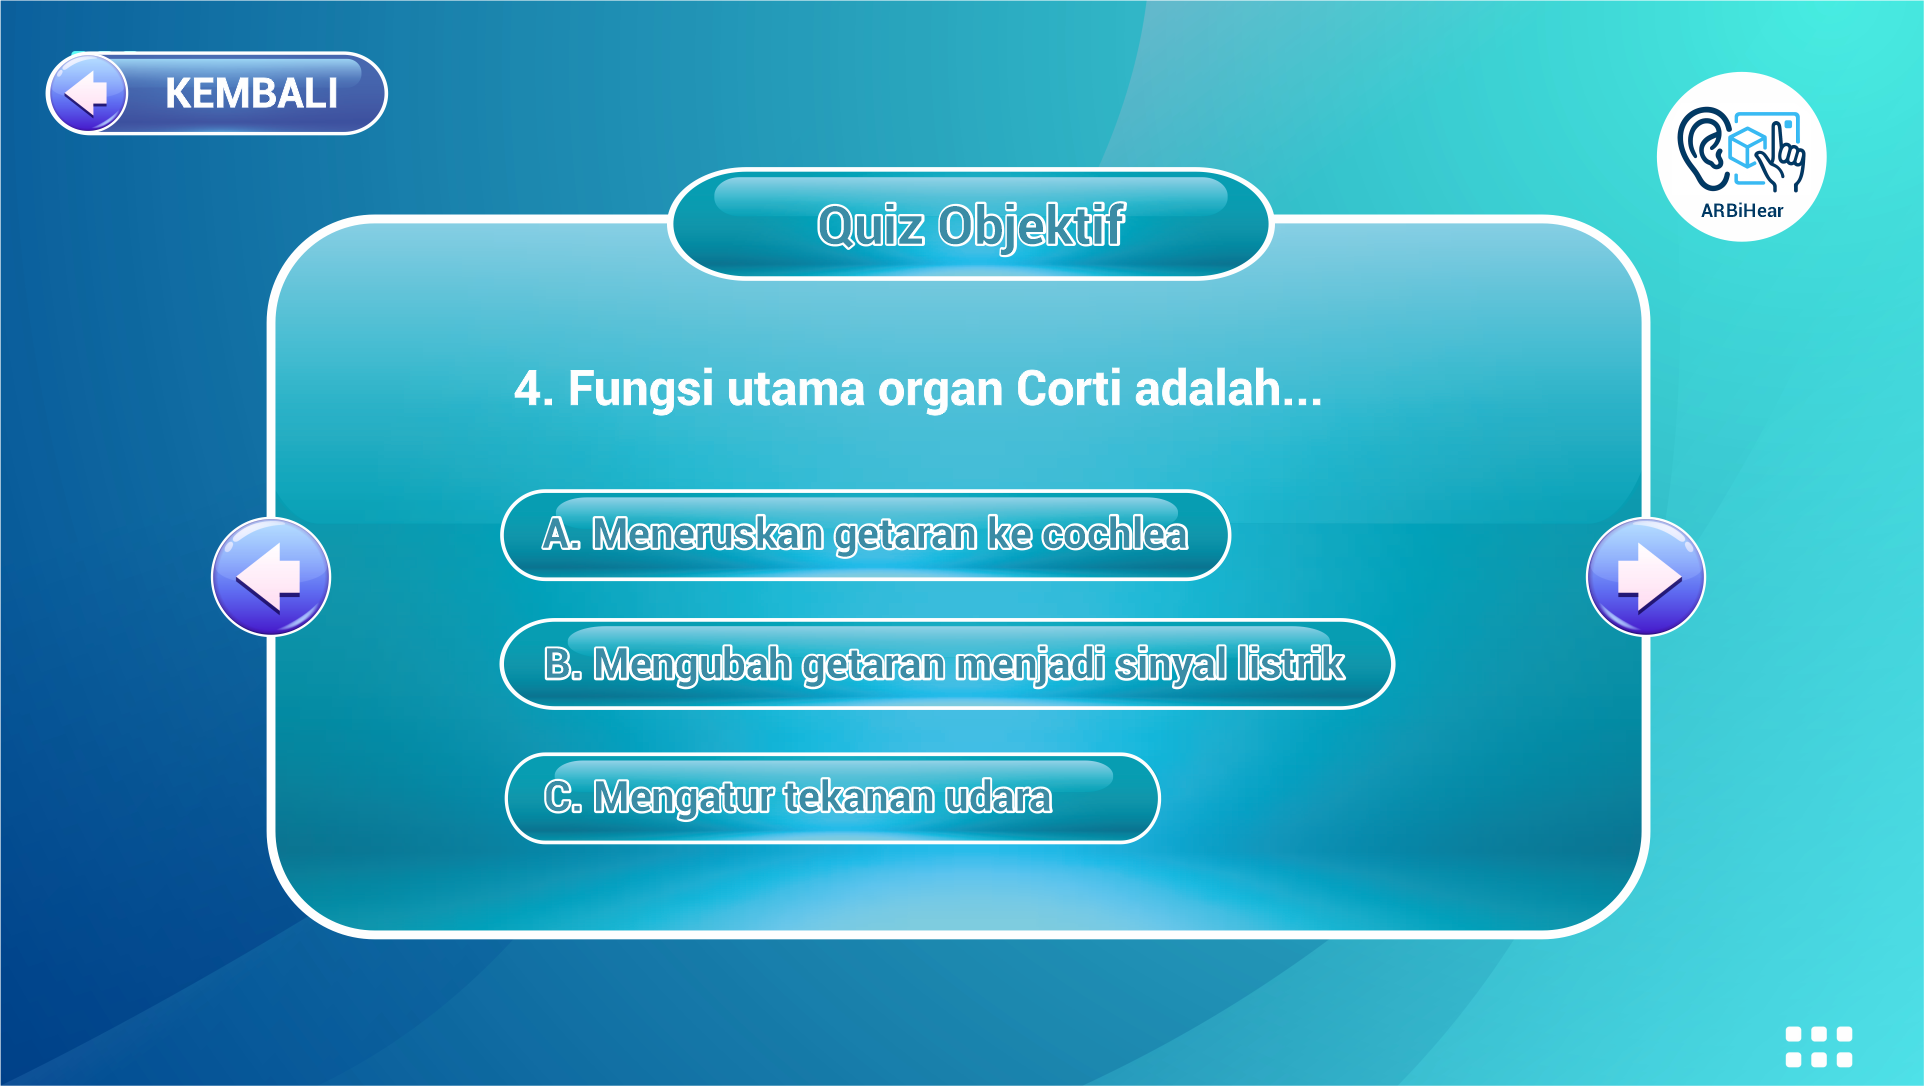 KEMBALI
ARBiHear
Quiz Objektif
4. Fungsi utama organ Corti adalah...
A. Meneruskan getaran ke cochlea
B. Mengubah getaran menjadi sinyal listrik
C. Mengatur tekanan udara